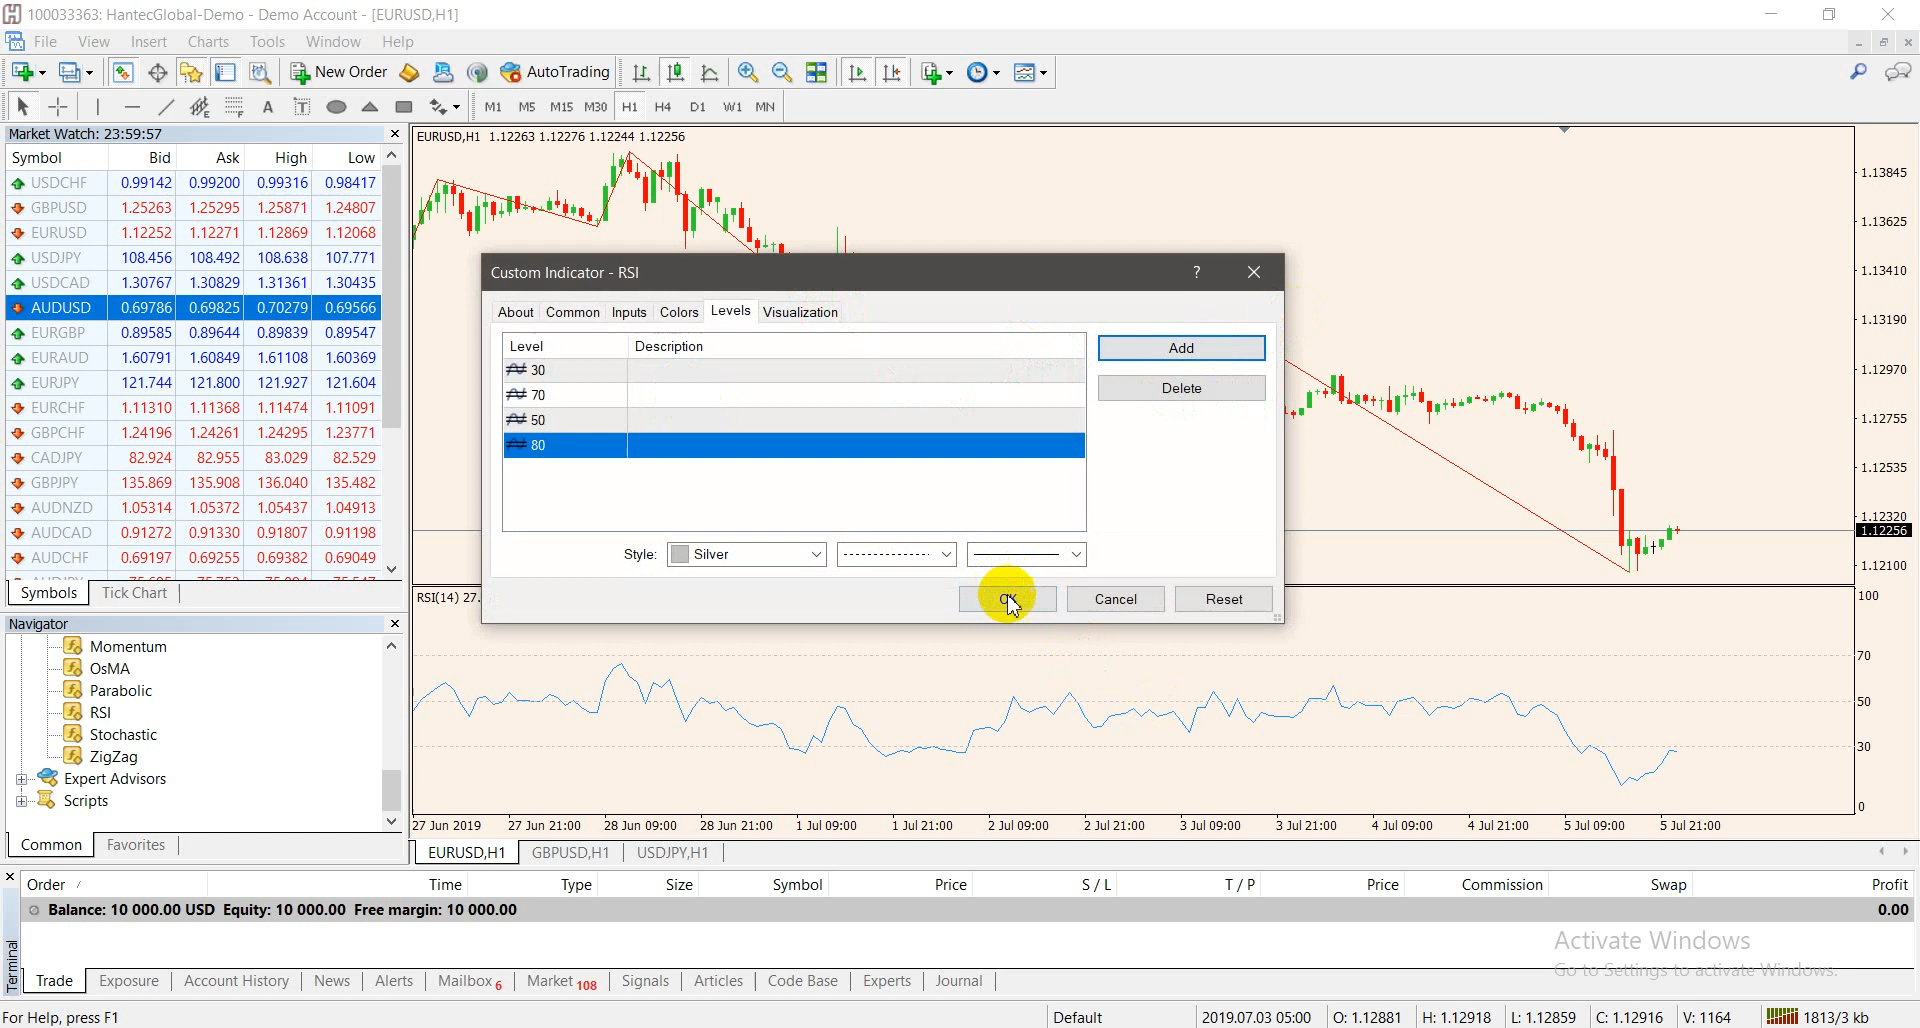 100033363: HantecGlobal-Demo - Demo Account - [EURUSD,H1]
File View Insert Charts Tools Window Help
New Order AutoTrading
A T M1 M5 M15 M30 H1 H4 D1 W1 MN
Market Watch: 23:59:57
Symbol Bid Ask High Low
USDCHF 0.99142 0.99200 0.99316 0.98417
GBPUSD 1.25263 1.25295 1.25871 1.24807
EURUSD 1.12252 1.12271 1.12869 1.12068
USDJPY 108.456 108.492 108.638 107.771
USDCAD 1.30767 1.30829 1.31361 1.30435
AUDUSD 0.69786 0.69825 0.70279 0.69566
EURGBP 0.89585 0.89644 0.89839 0.89547
EURAUD 1.60791 1.60849 1.61108 1.60369
EURJPY 121.744 121.800 121.927 121.604
EURCHF 1.11310 1.11368 1.11474 1.11091
GBPCHF 1.24196 1.24261 1.24295 1.23771
CADJPY 82.924 82.955 83.029 82.529
GBPJPY 135.869 135.908 136.040 135.482
AUDNZD 1.05314 1.05372 1.05437 1.04913
AUDCAD 0.91272 0.91330 0.91807 0.91198
AUDCHF 0.69197 0.69255 0.69382 0.69049
Symbols Tick Chart
Navigator
Momentum
OsMA
Parabolic
RSI
Stochastic
ZigZag
Expert Advisors
Scripts
Common Favorites
EURUSD,H1 1.12263 1.12276 1.12244 1.12256
1.13845
1.13625
1.13410
1.13190
1.12970
1.12755
1.12535
1.12320
1.12256
1.12100
Custom Indicator - RSI ?
About Common Inputs Colors Levels Visualization
Level Description
30
70
50
80
Add
Delete
Style: Silver
OK Cancel Reset
RSI(14) 27.
100
70
50
30
0
27 Jun 2019 27 Jun 21:00 28 Jun 09:00 28 Jun 21:00 1 Jul 09:00 1 Jul 21:00 2 Jul 09:00 2 Jul 21:00 3 Jul 09:00 3 Jul 21:00 4 Jul 09:00 4 Jul 21:00 5 Jul 09:00 5 Jul 21:00
EURUSD,H1 GBPUSD,H1 USDJPY,H1
Terminal
Order / Time Type Size Symbol Price S / L T / P Price Commission Swap Profit
Balance: 10 000.00 USD Equity: 10 000.00 Free margin: 10 000.00 0.00
Activate Windows
Go to Settings to activate Windows.
Trade Exposure Account History News Alerts Mailbox 6 Market 108 Signals Articles Code Base Experts Journal
For Help, press F1 Default 2019.07.03 05:00 O: 1.12881 H: 1.12918 L: 1.12859 C: 1.12916 V: 1164 1813/3 kb